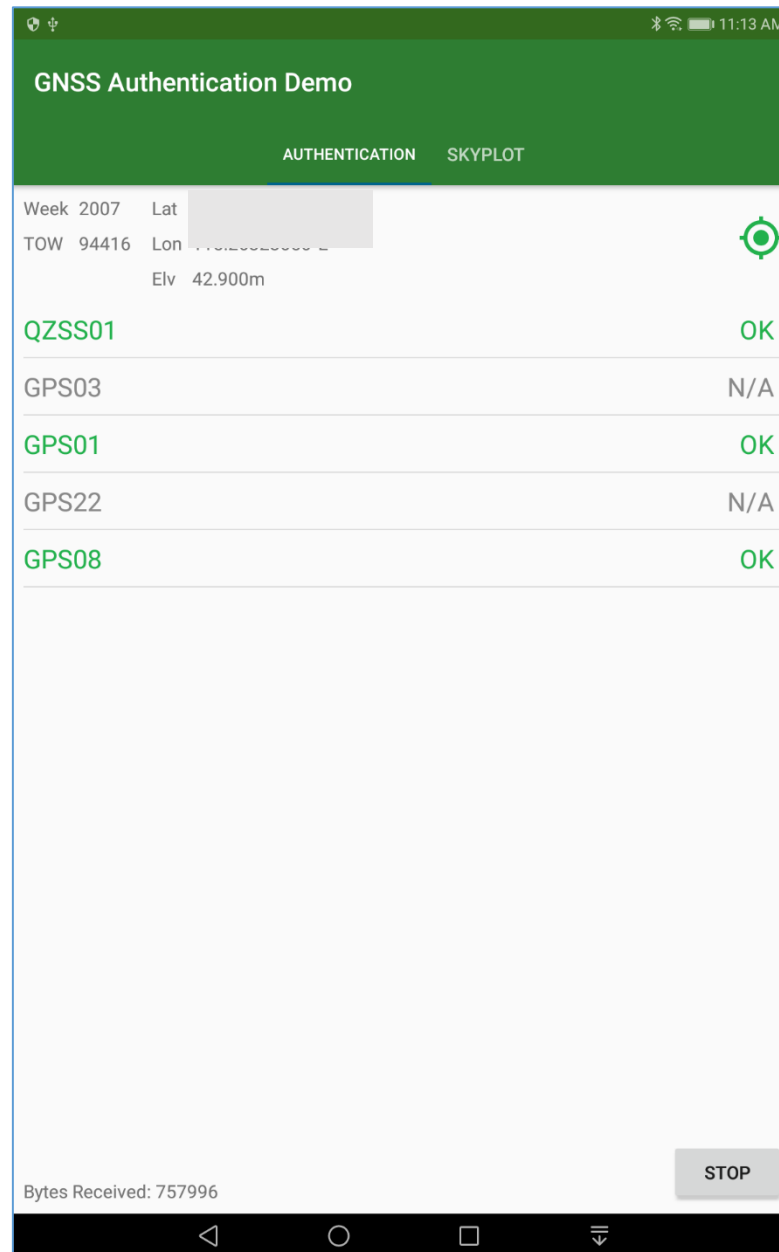 11:13 AM
GNSS Authentication Demo
AUTHENTICATION SKYPLOT
Week 2007 Lat
TOW 94416 Lon
Elv 42.900m
QZSS01 OK
GPS03 N/A
GPS01 OK
GPS22 N/A
GPS08 OK
STOP
Bytes Received: 757996